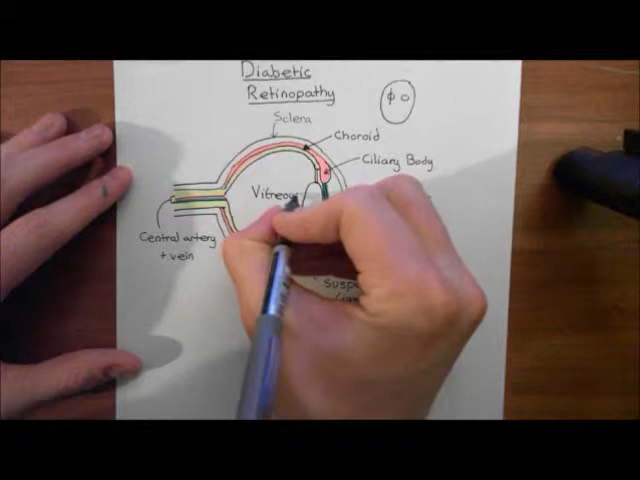 Diabetic
Retinopathy
Sclera
Choroid
Ciliary Body
Vitreous
Central artery
+ vein